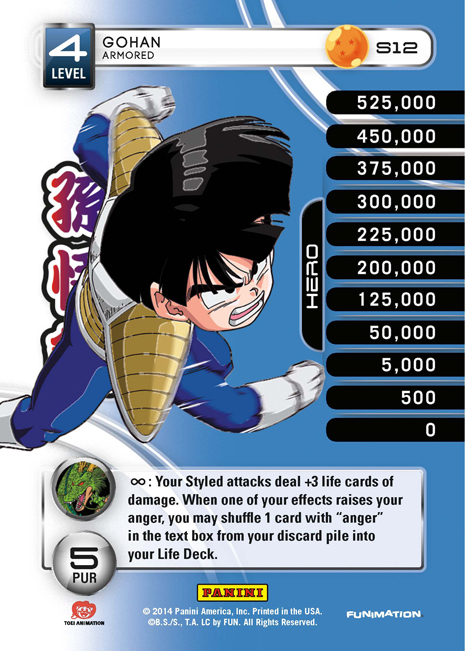 4
LEVEL
GOHAN
ARMORED
S12
525,000
450,000
375,000
300,000
225,000
200,000
125,000
50,000
5,000
500
0
HERO
孫
悟
∞: Your Styled attacks deal +3 life cards of
damage. When one of your effects raises your
anger, you may shuffle 1 card with “anger”
in the text box from your discard pile into
your Life Deck.
5
PUR
PANINI
TOEI ANIMATION
© 2014 Panini America, Inc. Printed in the USA.
©B.S./S., T.A. LC by FUN. All Rights Reserved.
FUNIMATION